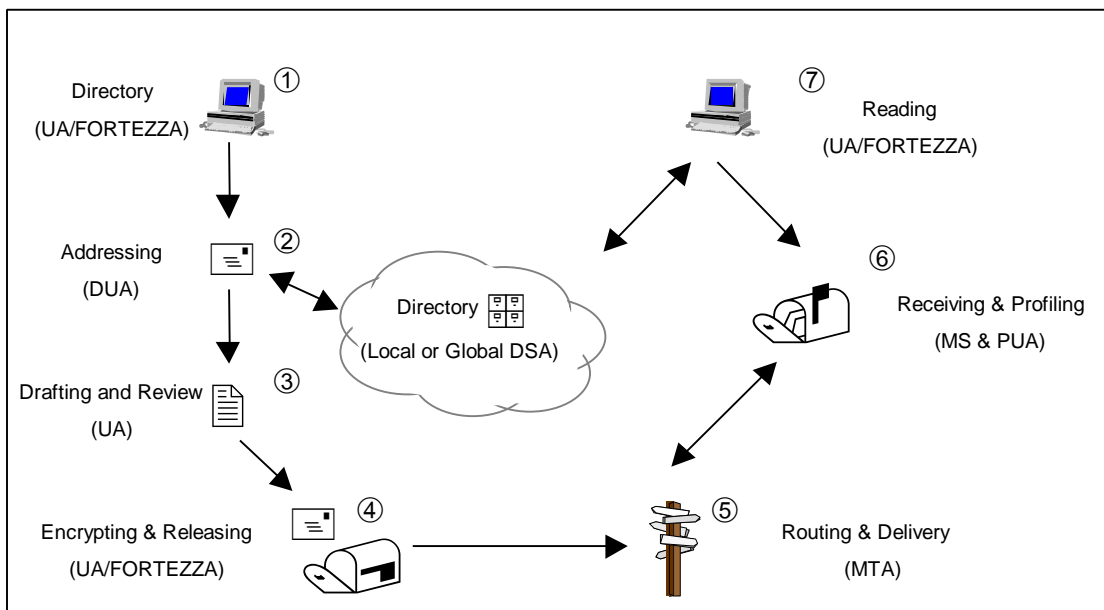 ①
Directory
(UA/FORTEZZA)
②
Addressing
(DUA)
③
Drafting and Review
(UA)
④
Encrypting & Releasing
(UA/FORTEZZA)
Directory
(Local or Global DSA)
⑤
Routing & Delivery
(MTA)
⑥
Receiving & Profiling
(MS & PUA)
⑦
Reading
(UA/FORTEZZA)